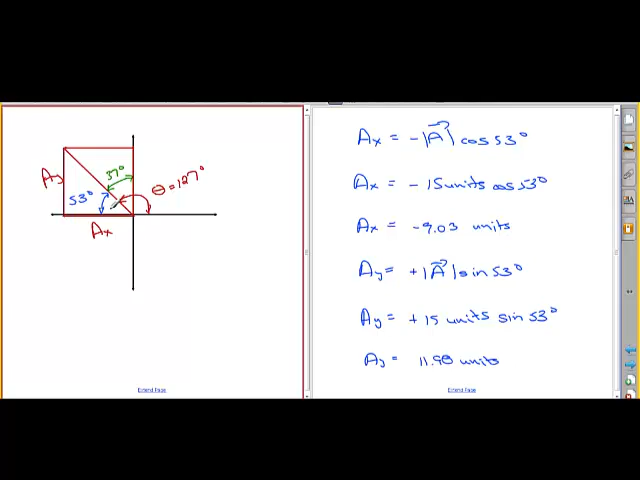 37°
Ay
θ = 127°
53°
Ax
Extend Page
Ax = -|A⃗| cos 53°
Ax = - 15 units cos 53°
Ax = -9.03 units
Ay = +|A⃗| sin 53°
Ay = +15 units sin 53°
Ay = 11.98 units
Extend Page